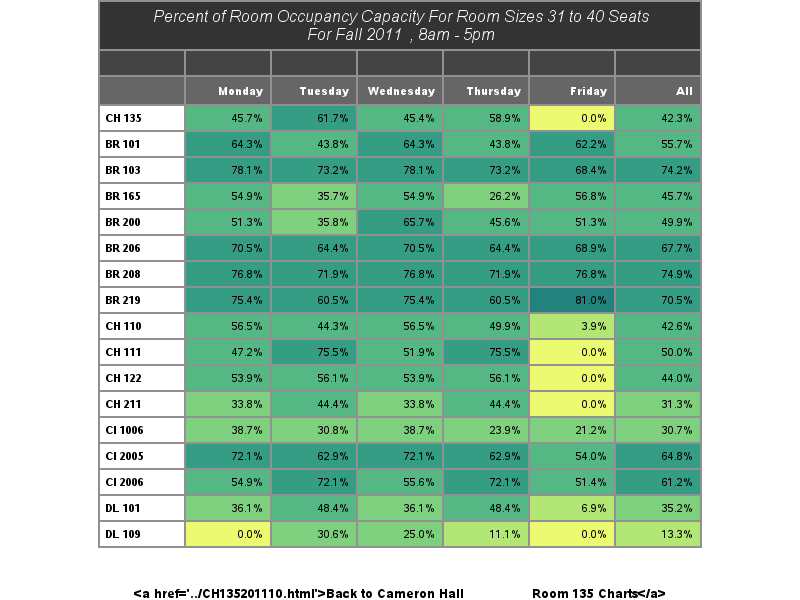 Percent of Room Occupancy Capacity For Room Sizes 31 to 40 Seats
For Fall 2011 , 8am - 5pm
Monday Tuesday Wednesday Thursday Friday All
CH 135 45.7% 61.7% 45.4% 58.9% 0.0% 42.3%
BR 101 64.3% 43.8% 64.3% 43.8% 62.2% 55.7%
BR 103 78.1% 73.2% 78.1% 73.2% 68.4% 74.2%
BR 165 54.9% 35.7% 54.9% 26.2% 56.8% 45.7%
BR 200 51.3% 35.8% 65.7% 45.6% 51.3% 49.9%
BR 206 70.5% 64.4% 70.5% 64.4% 68.9% 67.7%
BR 208 76.8% 71.9% 76.8% 71.9% 76.8% 74.9%
BR 219 75.4% 60.5% 75.4% 60.5% 81.0% 70.5%
CH 110 56.5% 44.3% 56.5% 49.9% 3.9% 42.6%
CH 111 47.2% 75.5% 51.9% 75.5% 0.0% 50.0%
CH 122 53.9% 56.1% 53.9% 56.1% 0.0% 44.0%
CH 211 33.8% 44.4% 33.8% 44.4% 0.0% 31.3%
CI 1006 38.7% 30.8% 38.7% 23.9% 21.2% 30.7%
CI 2005 72.1% 62.9% 72.1% 62.9% 54.0% 64.8%
CI 2006 54.9% 72.1% 55.6% 72.1% 51.4% 61.2%
DL 101 36.1% 48.4% 36.1% 48.4% 6.9% 35.2%
DL 109 0.0% 30.6% 25.0% 11.1% 0.0% 13.3%
<a href='../CH135201110.html'>Back to Cameron Hall Room 135 Charts</a>